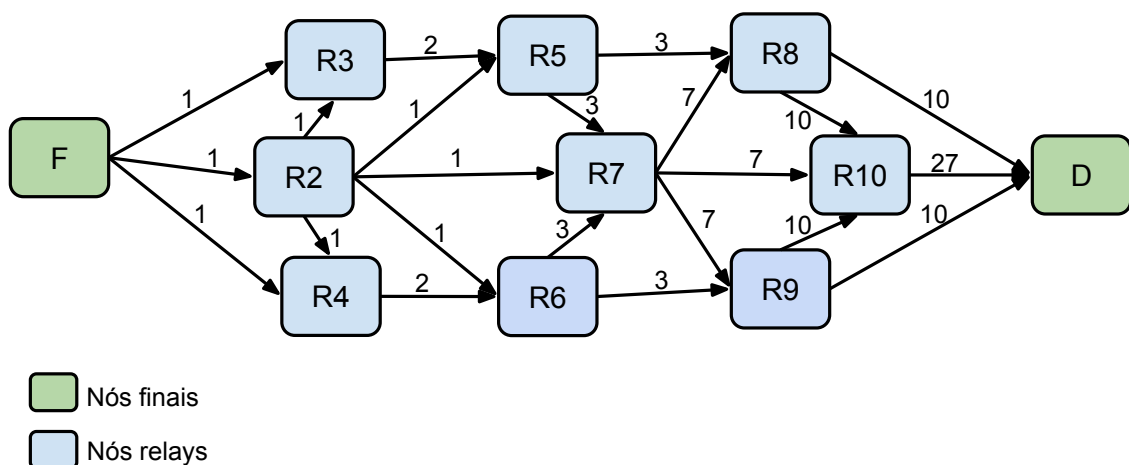 R3 2 R5 3 R8
1 1 3 7 10 10
F 1 1 1 7 27
R2 R7 R10 D
1 1 1 3 7 10 10
R4 2 R6 3 R9
Nós finais
Nós relays